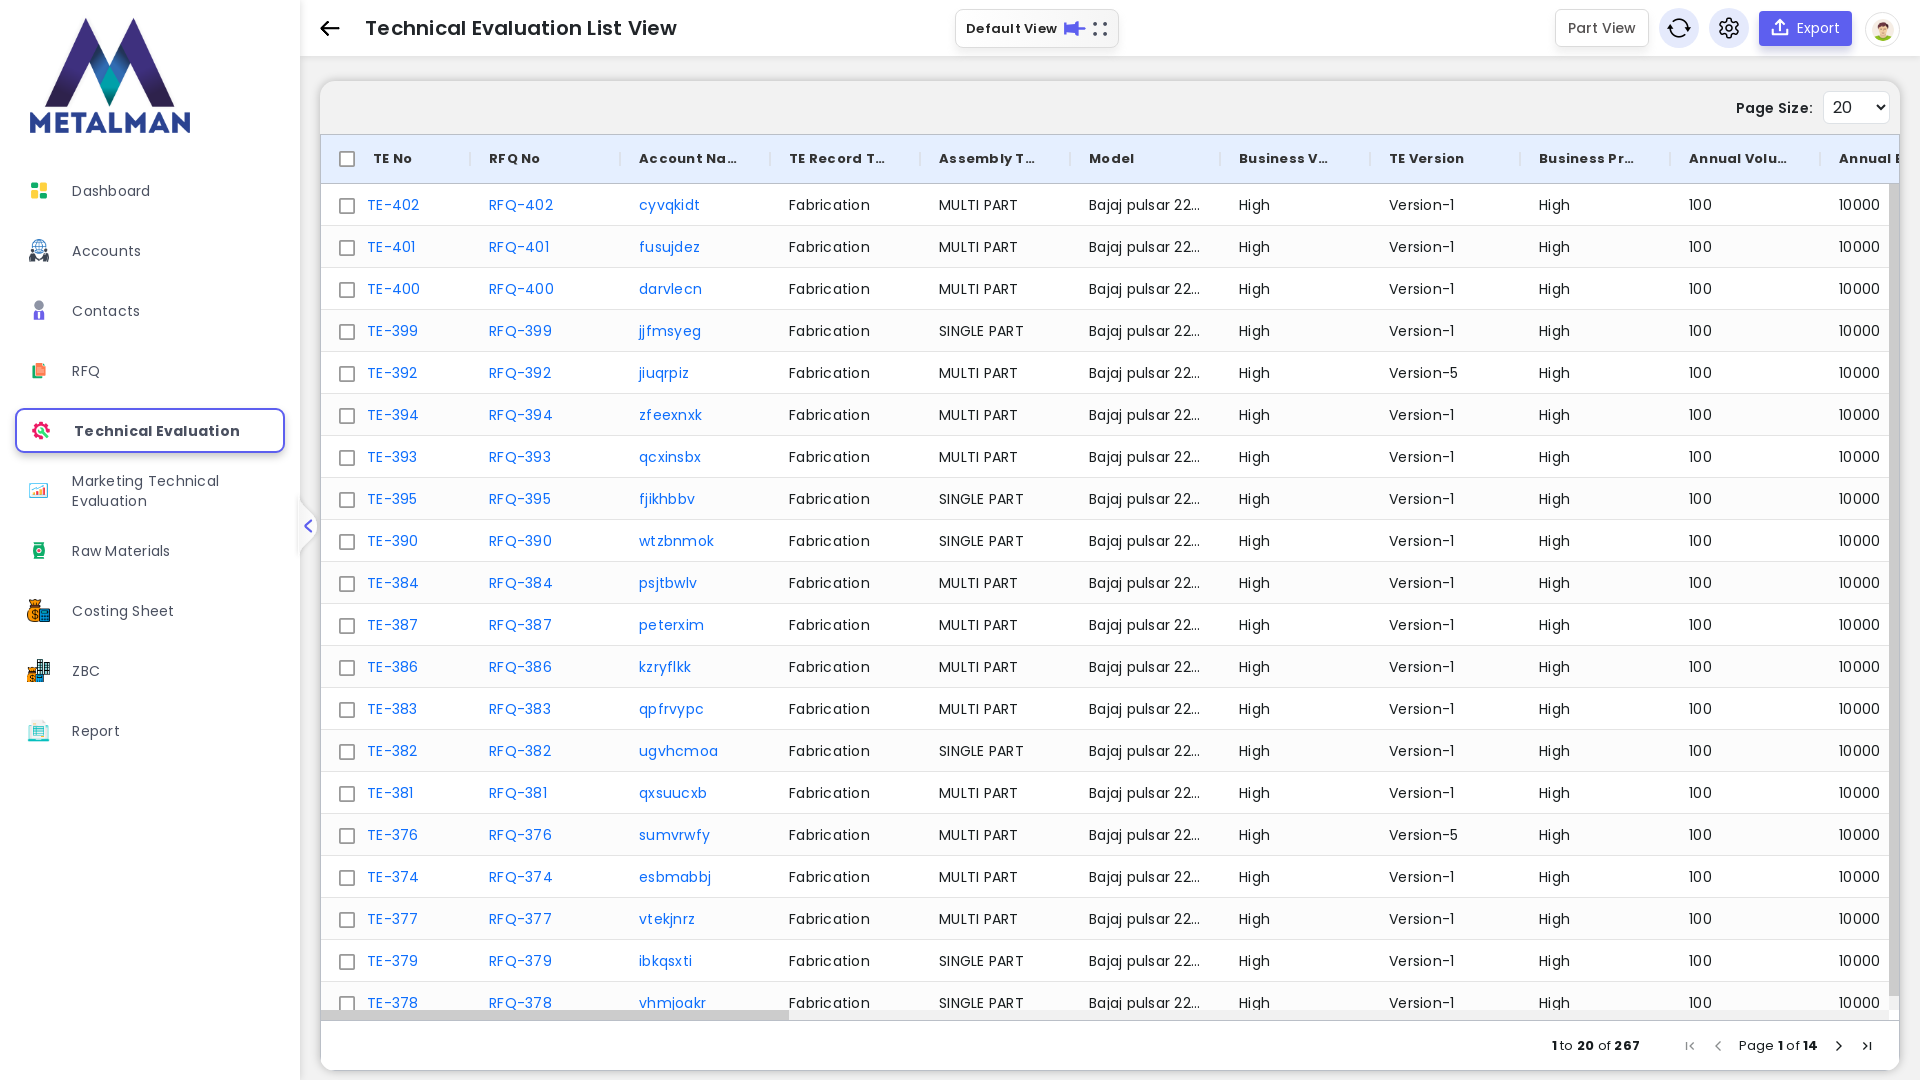 METALMAN
Dashboard
Accounts
Contacts
RFQ
Technical Evaluation
Marketing Technical
Evaluation
Raw Materials
Costing Sheet
ZBC
Report
Technical Evaluation List View
Default View
Part View
Export
Page Size: 20
TE No RFQ No Account Na... TE Record T... Assembly T... Model Business V... TE Version Business Pr... Annual Volu... Annual
TE-402 RFQ-402 cyvqkidt Fabrication MULTI PART Bajaj pulsar 22... High Version-1 High 100 10000
TE-401 RFQ-401 fusujdez Fabrication MULTI PART Bajaj pulsar 22... High Version-1 High 100 10000
TE-400 RFQ-400 darvlecn Fabrication MULTI PART Bajaj pulsar 22... High Version-1 High 100 10000
TE-399 RFQ-399 jjfmsyeg Fabrication SINGLE PART Bajaj pulsar 22... High Version-1 High 100 10000
TE-392 RFQ-392 jiuqrpiz Fabrication MULTI PART Bajaj pulsar 22... High Version-5 High 100 10000
TE-394 RFQ-394 zfeexnxk Fabrication MULTI PART Bajaj pulsar 22... High Version-1 High 100 10000
TE-393 RFQ-393 qcxinsbx Fabrication MULTI PART Bajaj pulsar 22... High Version-1 High 100 10000
TE-395 RFQ-395 fjikhbbv Fabrication SINGLE PART Bajaj pulsar 22... High Version-1 High 100 10000
TE-390 RFQ-390 wtzbnmok Fabrication SINGLE PART Bajaj pulsar 22... High Version-1 High 100 10000
TE-384 RFQ-384 psjtbwlv Fabrication MULTI PART Bajaj pulsar 22... High Version-1 High 100 10000
TE-387 RFQ-387 peterxim Fabrication MULTI PART Bajaj pulsar 22... High Version-1 High 100 10000
TE-386 RFQ-386 kzryflkk Fabrication MULTI PART Bajaj pulsar 22... High Version-1 High 100 10000
TE-383 RFQ-383 qpfrvypc Fabrication MULTI PART Bajaj pulsar 22... High Version-1 High 100 10000
TE-382 RFQ-382 ugvhcmoa Fabrication SINGLE PART Bajaj pulsar 22... High Version-1 High 100 10000
TE-381 RFQ-381 qxsuucxb Fabrication MULTI PART Bajaj pulsar 22... High Version-1 High 100 10000
TE-376 RFQ-376 sumvrwfy Fabrication MULTI PART Bajaj pulsar 22... High Version-5 High 100 10000
TE-374 RFQ-374 esbmabbj Fabrication MULTI PART Bajaj pulsar 22... High Version-1 High 100 10000
TE-377 RFQ-377 vtekjnrz Fabrication MULTI PART Bajaj pulsar 22... High Version-1 High 100 10000
TE-379 RFQ-379 ibkqsxti Fabrication SINGLE PART Bajaj pulsar 22... High Version-1 High 100 10000
TE-378 RFQ-378 vhmjoakr Fabrication SINGLE PART Bajaj pulsar 22... High Version-1 High 100 10000
1 to 20 of 267 Page 1 of 14